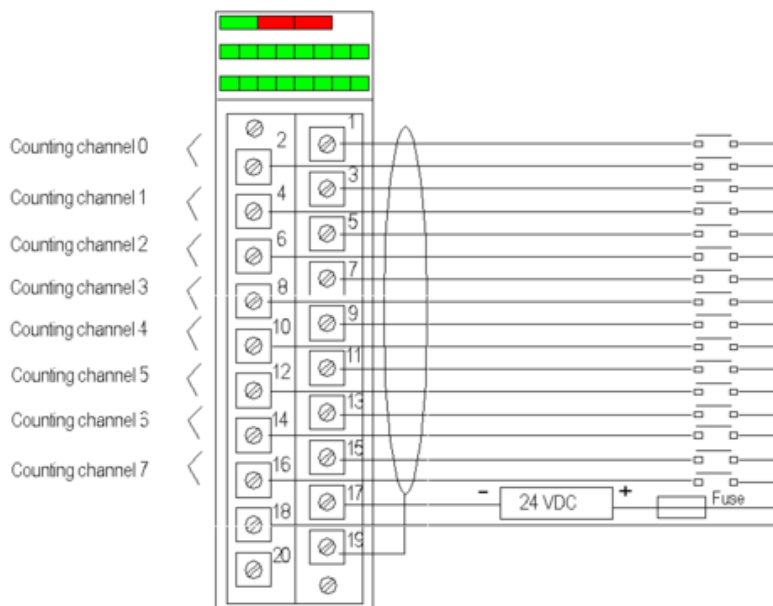 Counting channel 0
Counting channel 1
Counting channel 2
Counting channel 3
Counting channel 4
Counting channel 5
Counting channel 6
Counting channel 7
1
2
3
4
5
6
7
8
9
10
11
12
13
14
15
16
17
18
19
20
- 24 VDC + Fuse